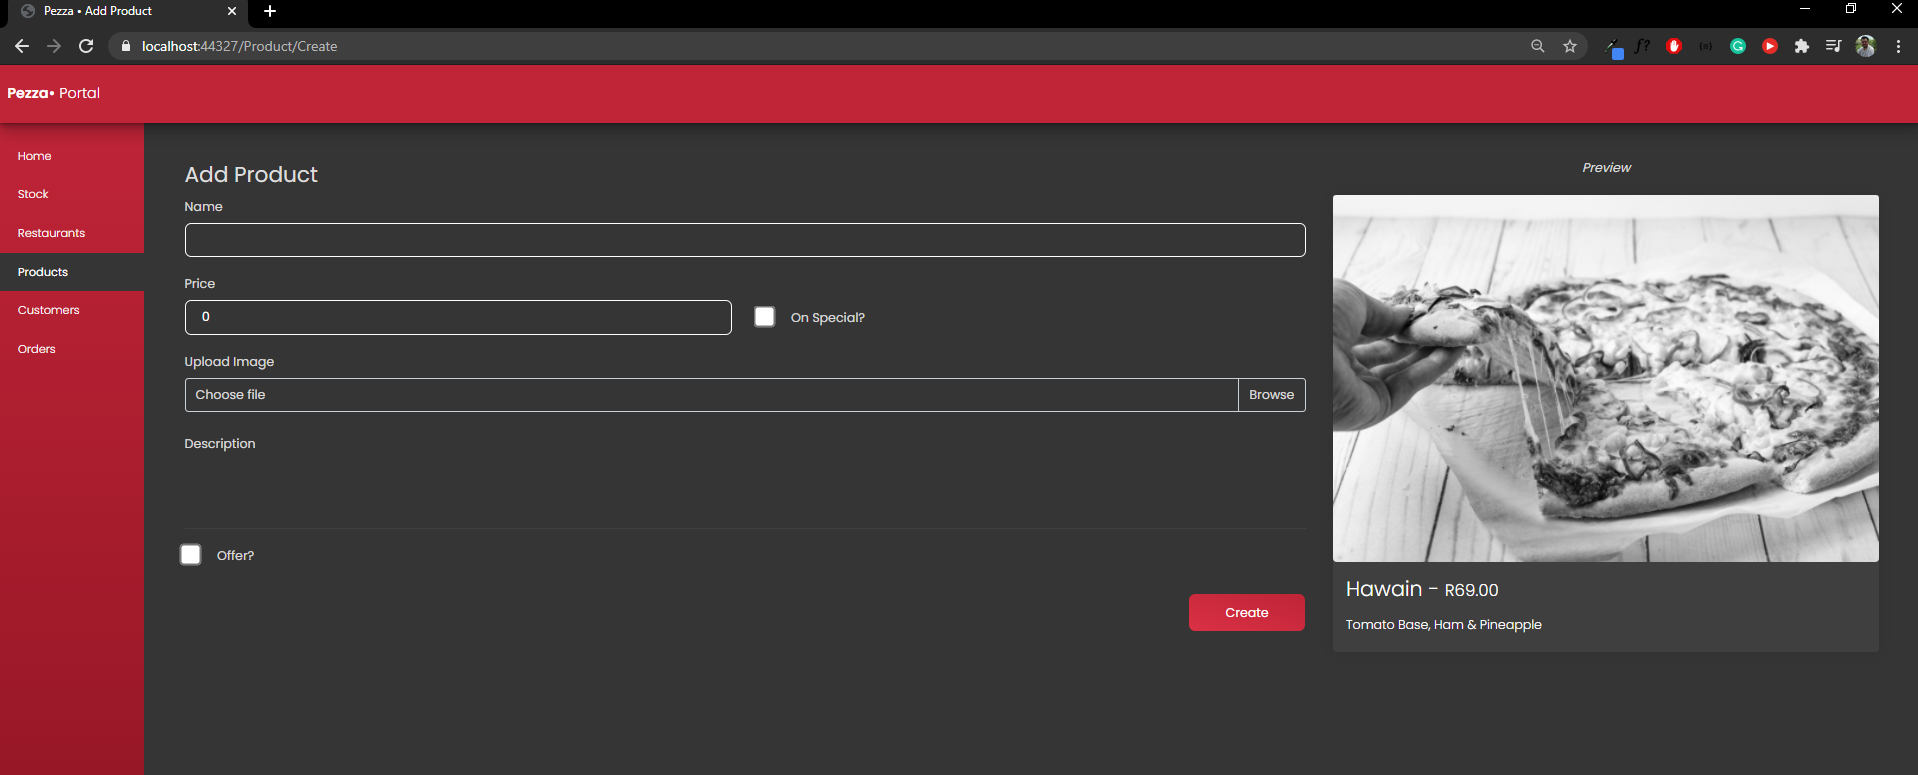 Pezza • Add Product
localhost:44327/Product/Create
Pezza• Portal
Home
Stock
Restaurants
Products
Customers
Orders
Add Product
Name
Price
0
On Special?
Upload Image
Choose file
Browse
Description
Offer?
Create
Preview
Hawain - R69.00
Tomato Base, Ham & Pineapple